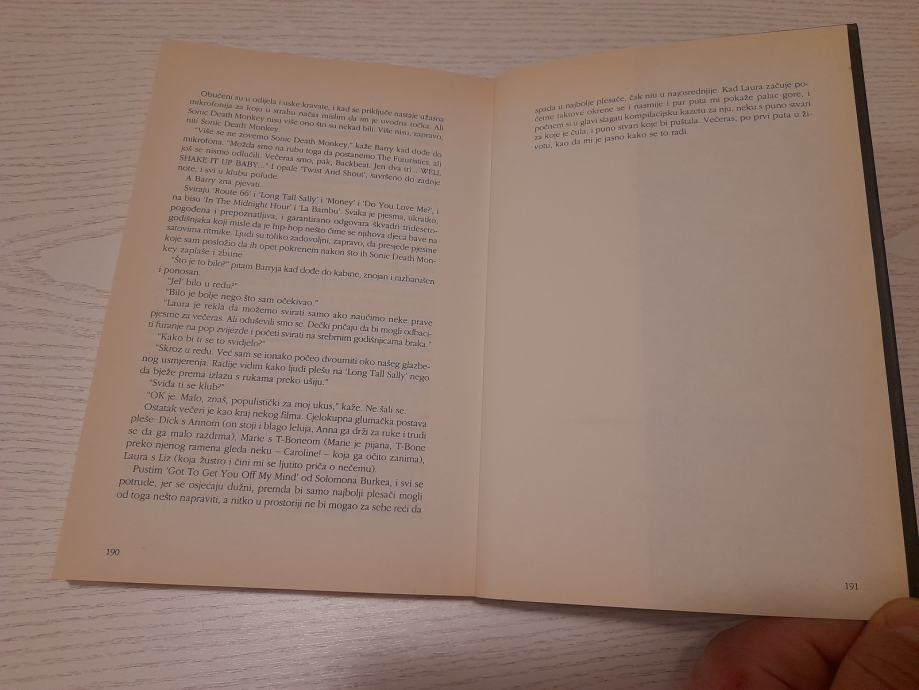 Obučeni su u odijela i uske kravate, i kad se priključe nastaje užasna
mikrofonija za koju u strahu načas mislim da im je uvodna točka. Ali
Sonic Death Monkey nisu više ono što su nekad bili. Više nisu, zapravo,
niti Sonic Death Monkey.
"Više se ne zovemo Sonic Death Monkey," kaže Barry kad dođe do
mikrofona. "Možda smo na rubu toga da postanemo The Futuristics, ali
još se nismo odlučili. Večeras smo, pak, Backbeat. Jen dva tri... WELL
SHAKE IT UP BABY..." I opale 'Twist And Shout', savršeno do zadnje
note, i svi u klubu polude.
A Barry zna pjevati.
Sviraju 'Route 66' i 'Long Tall Sally' i 'Money' i 'Do You Love Me?', i
na bisu 'In The Midnight Hour' i 'La Bambu'. Svaka je pjesma, ukratko,
pogođena i prepoznatljiva, i garantirano odgovara škvadri trideseto-
godišnjaka koji misle da je hip-hop nešto čime se njihova djeca bave na
satovima ritmike. Ljudi su toliko zadovoljni, zapravo, da presjede pjesme
koje sam posložio da ih opet pokrenem nakon što ih Sonic Death Mon-
key zaplaše i zbune.
"Što je to bilo?" pitam Barryja kad dođe do kabine, znojan i razbarušen
i ponosan.
"Jel' bilo u redu?"
"Bilo je bolje nego što sam očekivao."
"Laura je rekla da možemo svirati samo ako naučimo neke prave
pjesme za večeras. Ali oduševili smo se. Dečki pričaju da bi mogli odbaci-
ti furanje na pop zvijezde i početi svirati na srebrnim godišnjicama braka."
"Kako bi ti se to svidjelo?"
"Skroz u redu. Već sam se ionako počeo dvoumiti oko našeg glazbe-
nog usmjerenja. Radije vidim kako ljudi plešu na 'Long Tall Sally' nego
da bježe prema izlazu s rukama preko ušiju."
"Sviđa ti se klub?"
"OK je. Malo, znaš, populistički za moj ukus," kaže. Ne šali se.
Ostatak večeri je kao kraj nekog filma. Cjelokupna glumačka postava
pleše: Dick s Annom (on stoji i blago leluja, Anna ga drži za ruke i trudi
se da ga malo razdrma), Marie s T-Boneom (Marie je pijana, T-Bone
preko njenog ramena gleda neku – Caroline! – koja ga očito zanima),
Laura s Liz (koja žustro i čini mi se ljutito priča o nečemu).
Pustim 'Got To Get You Off My Mind' od Solomona Burkea, i svi se
potrude, jer se osjećaju dužni, premda bi samo najbolji plesači mogli
od toga nešto napraviti, a nitko u prostoriji ne bi mogao za sebe reći da
190
spada u najbolje plesače, čak niti u najosrednjije. Kad Laura začuje po-
četne taktove okrene se i nasmije i par puta mi pokaže palac gore, i
počnem si u glavi slagati kompilacijsku kazetu za nju, neku s puno stvari
za koje je čula, i puno stvari koje bi puštala. Večeras, po prvi puta u ži-
votu, kao da mi je jasno kako se to radi.
191